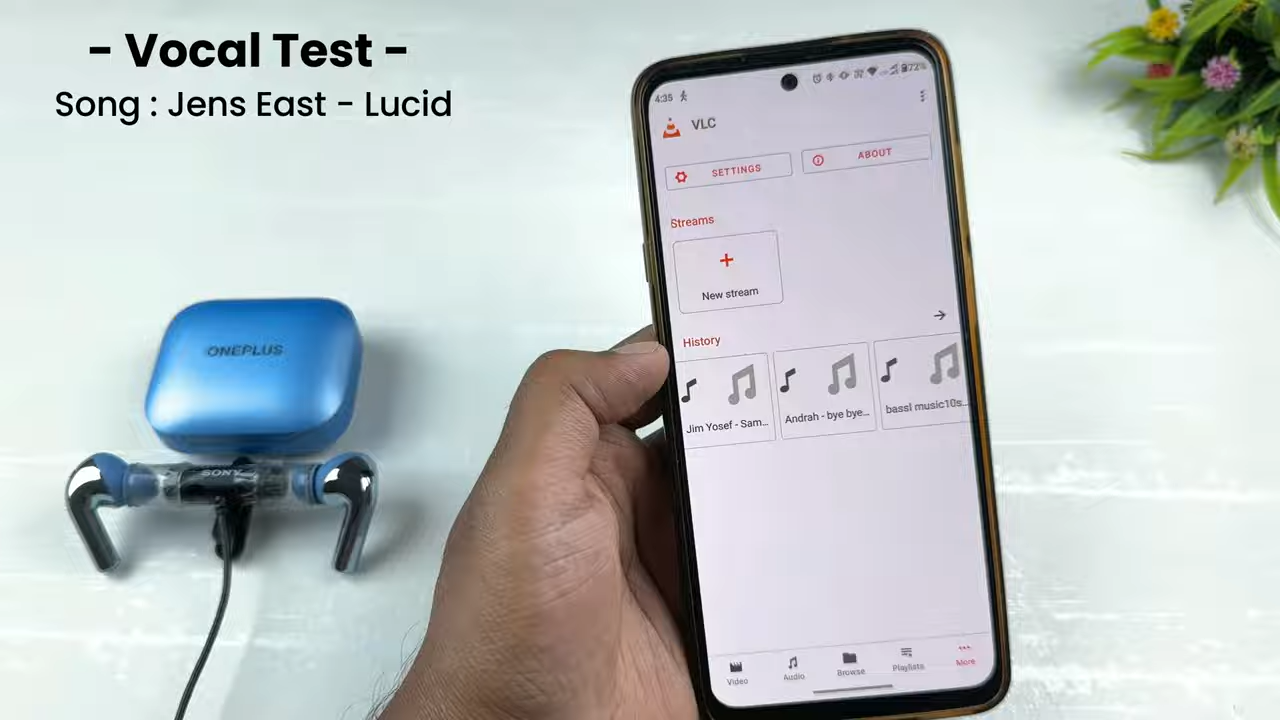 - Vocal Test -
Song : Jens East - Lucid
4:35
72%
VLC
SETTINGS
ABOUT
Streams
+
New stream
History
Jim Yosef - Sam...
Andrah - bye bye...
bassl music10s...
Video
Audio
Browse
Playlists
More
ONEPLUS
SONY